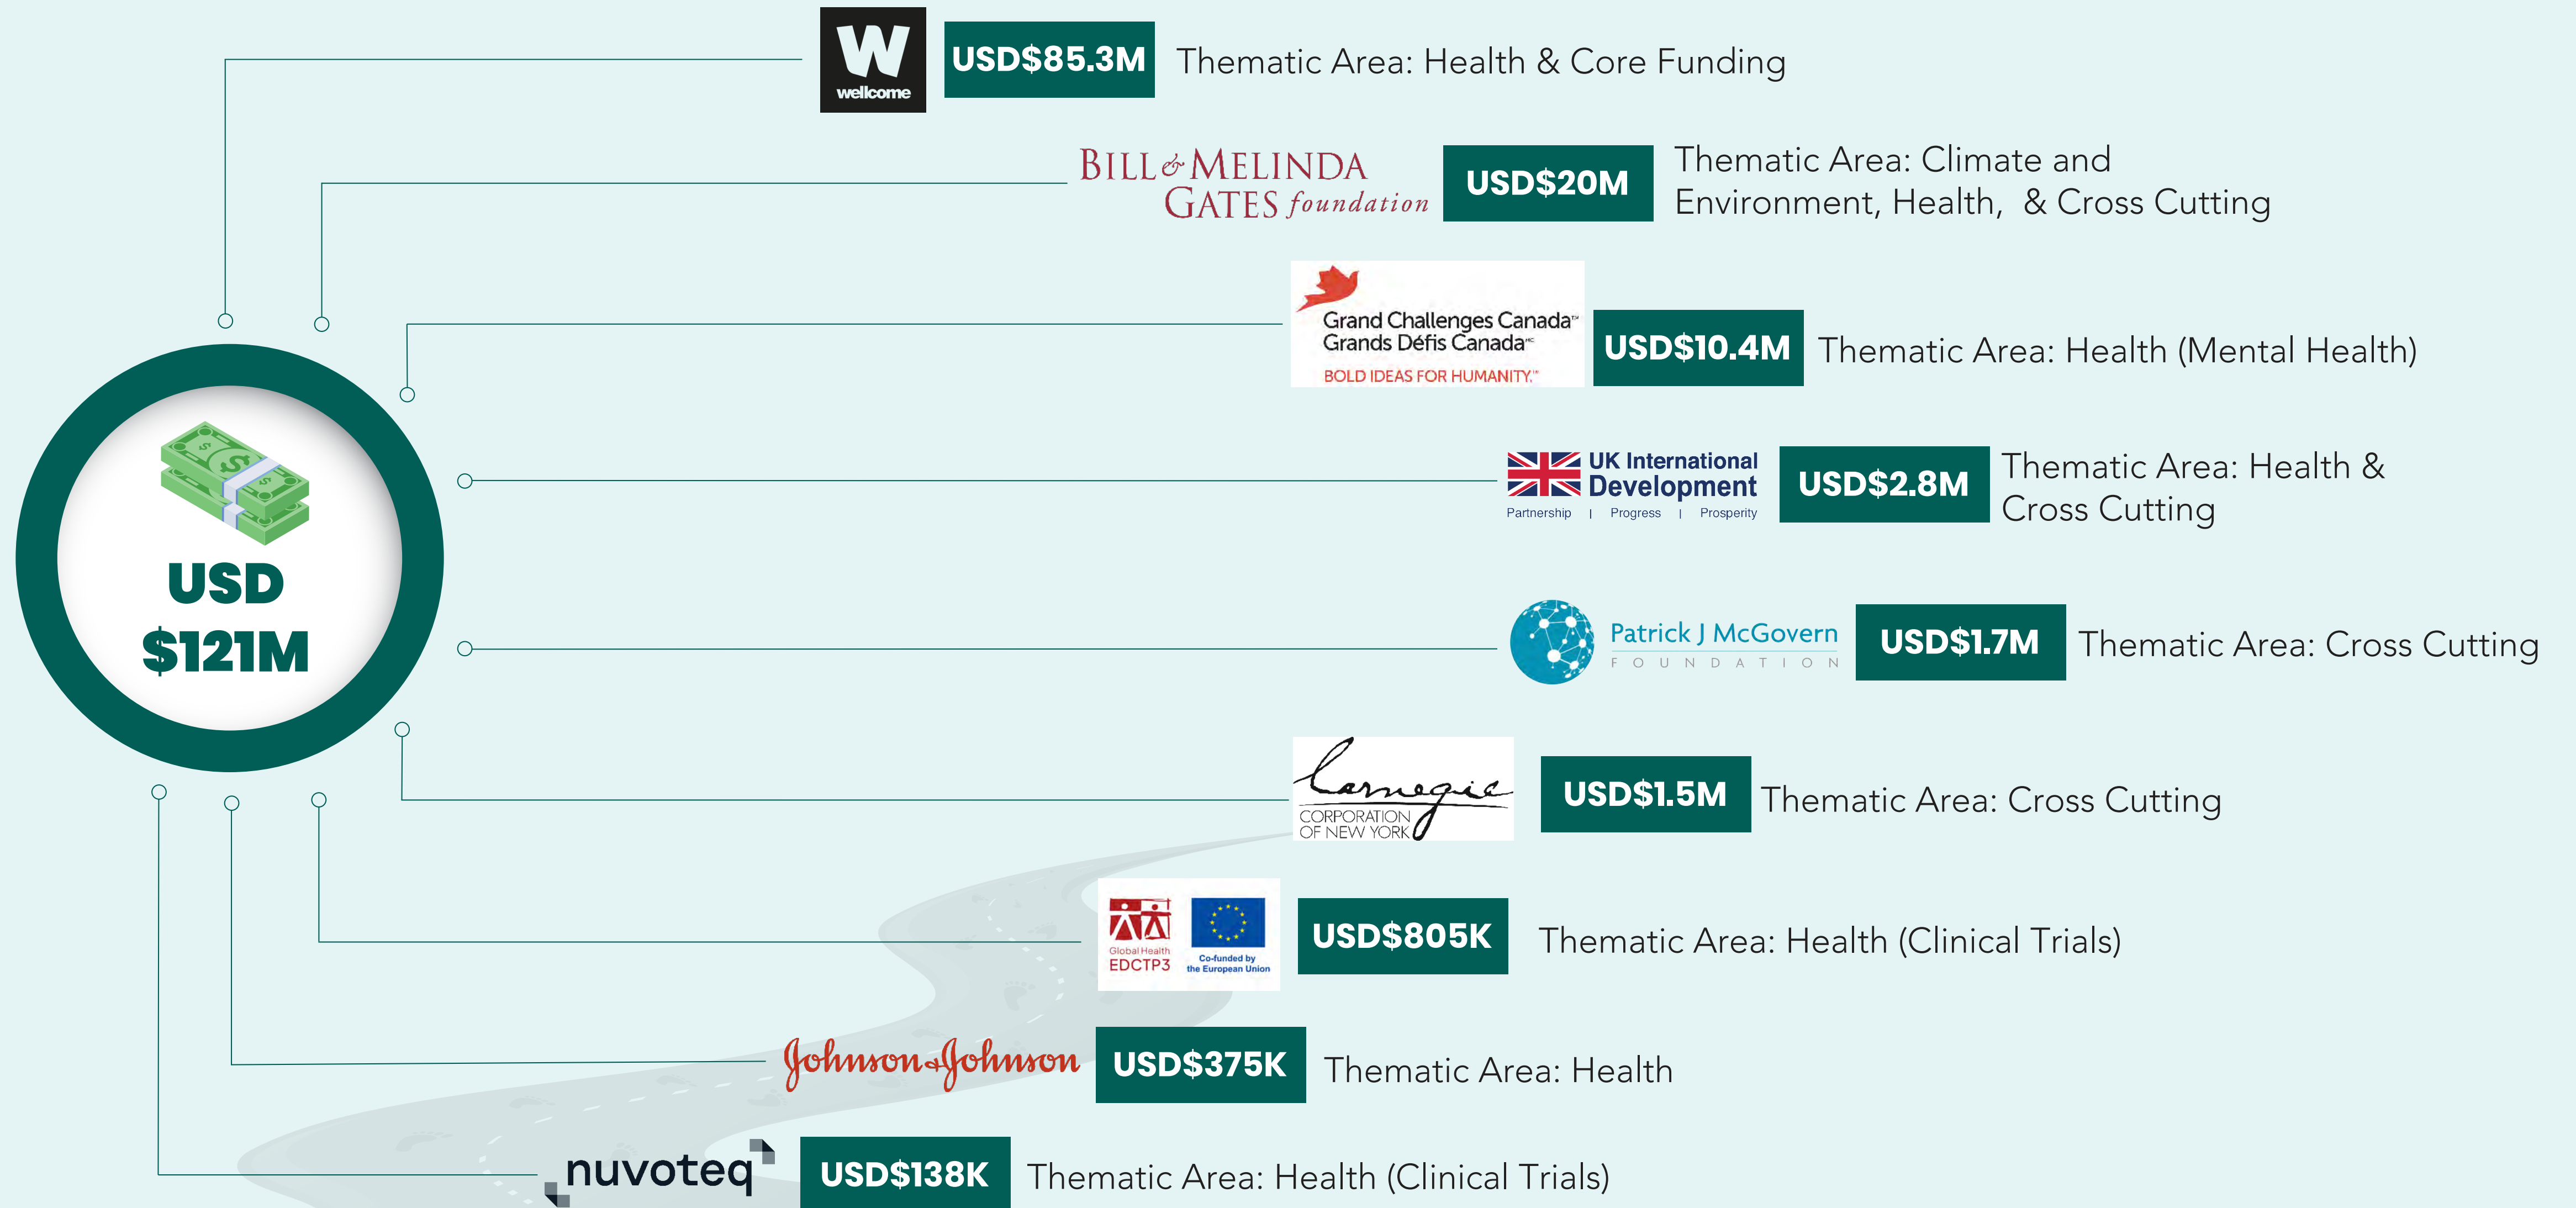 wellcome
USD$85.3M
Thematic Area: Health & Core Funding
BILL & MELINDA
GATES foundation
USD$20M
Thematic Area: Climate and
Environment, Health, & Cross Cutting
Grand Challenges Canada™
Grands Défis Canada MC
BOLD IDEAS FOR HUMANITY.™
USD$10.4M
Thematic Area: Health (Mental Health)
UK International
Development
Partnership | Progress | Prosperity
USD$2.8M
Thematic Area: Health &
Cross Cutting
USD
$121M
Patrick J McGovern
FOUNDATION
USD$1.7M
Thematic Area: Cross Cutting
Carnegie
CORPORATION
OF NEW YORK
USD$1.5M
Thematic Area: Cross Cutting
Global Health
EDCTP3
Co-funded by
the European Union
USD$805K
Thematic Area: Health (Clinical Trials)
Johnson & Johnson
USD$375K
Thematic Area: Health
nuvoteq
USD$138K
Thematic Area: Health (Clinical Trials)